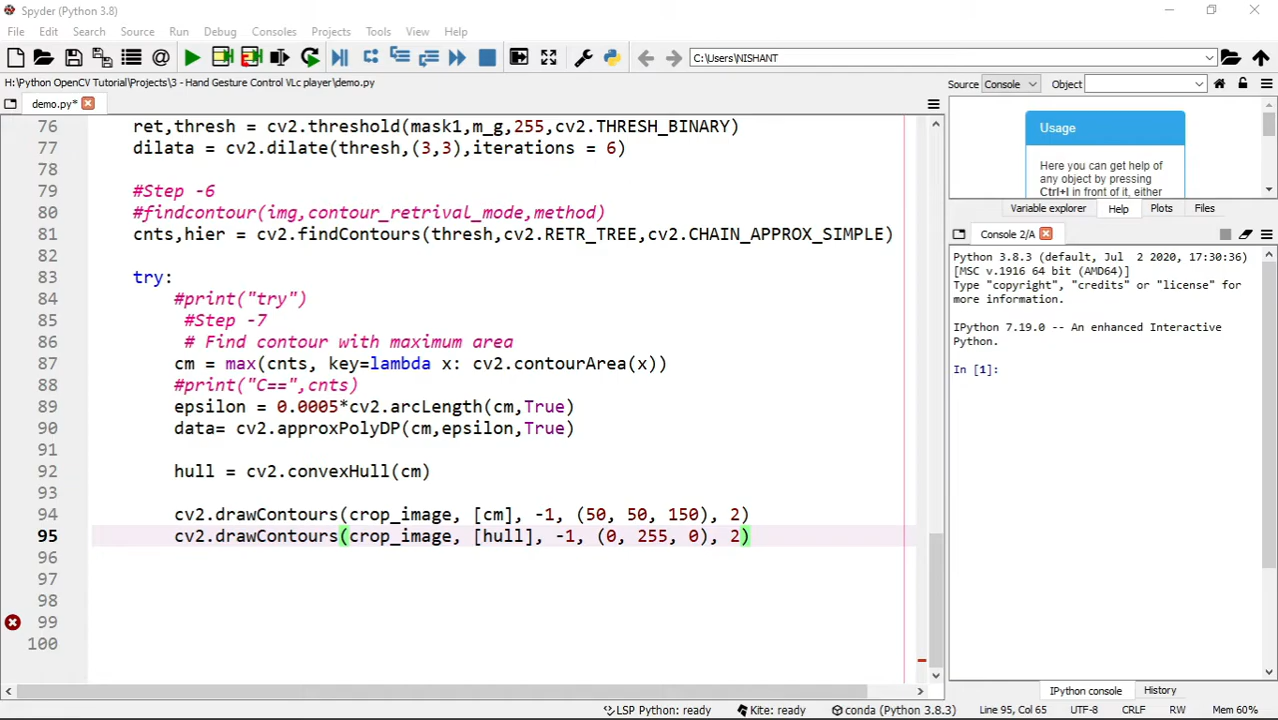 Spyder (Python 3.8)
File Edit Search Source Run Debug Consoles Projects Tools View Help
C:\Users\NISHANT
H:\Python OpenCV Tutorial\Projects\3 - Hand Gesture Control VLc player\demo.py
demo.py*
76 ret,thresh = cv2.threshold(mask1,m_g,255,cv2.THRESH_BINARY)
77 dilata = cv2.dilate(thresh,(3,3),iterations = 6)
78
79 #Step -6
80 #findcontour(img,contour_retrival_mode,method)
81 cnts,hier = cv2.findContours(thresh,cv2.RETR_TREE,cv2.CHAIN_APPROX_SIMPLE)
82
83 try:
84 #print("try")
85 #Step -7
86 # Find contour with maximum area
87 cm = max(cnts, key=lambda x: cv2.contourArea(x))
88 #print("C==",cnts)
89 epsilon = 0.0005*cv2.arcLength(cm,True)
90 data= cv2.approxPolyDP(cm,epsilon,True)
91
92 hull = cv2.convexHull(cm)
93
94 cv2.drawContours(crop_image, [cm], -1, (50, 50, 150), 2)
95 cv2.drawContours(crop_image, [hull], -1, (0, 255, 0), 2)
96
97
98
99
100
Source Console Object
Usage
Here you can get help of
any object by pressing
Ctrl+I in front of it, either
Variable explorer Help Plots Files
Console 2/A
Python 3.8.3 (default, Jul 2 2020, 17:30:36)
[MSC v.1916 64 bit (AMD64)]
Type "copyright", "credits" or "license" for
more information.
IPython 7.19.0 -- An enhanced Interactive
Python.
In [1]:
IPython console History
LSP Python: ready Kite: ready conda (Python 3.8.3) Line 95, Col 65 UTF-8 CRLF RW Mem 60%